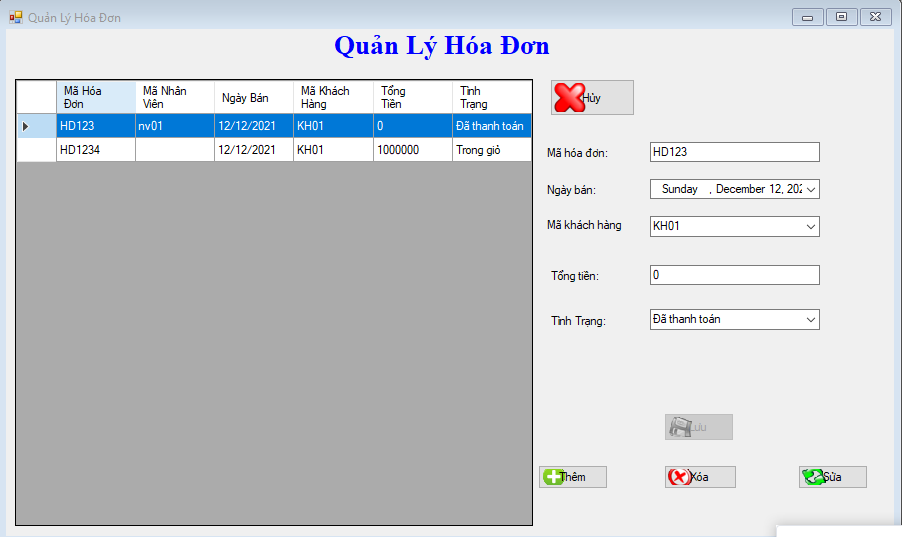 Quản Lý Hóa Đơn
Quản Lý Hóa Đơn
Mã Hóa Đơn Mã Nhân Viên Ngày Bán Mã Khách Hàng Tổng Tiền Tình Trạng
HD123 nv01 12/12/2021 KH01 0 Đã thanh toán
HD1234 12/12/2021 KH01 1000000 Trong giỏ
Hủy
Mã hóa đơn: HD123
Ngày bán: Sunday , December 12, 202
Mã khách hàng KH01
Tổng tiền: 0
Tình Trạng: Đã thanh toán
Lưu
Thêm Xóa Sửa